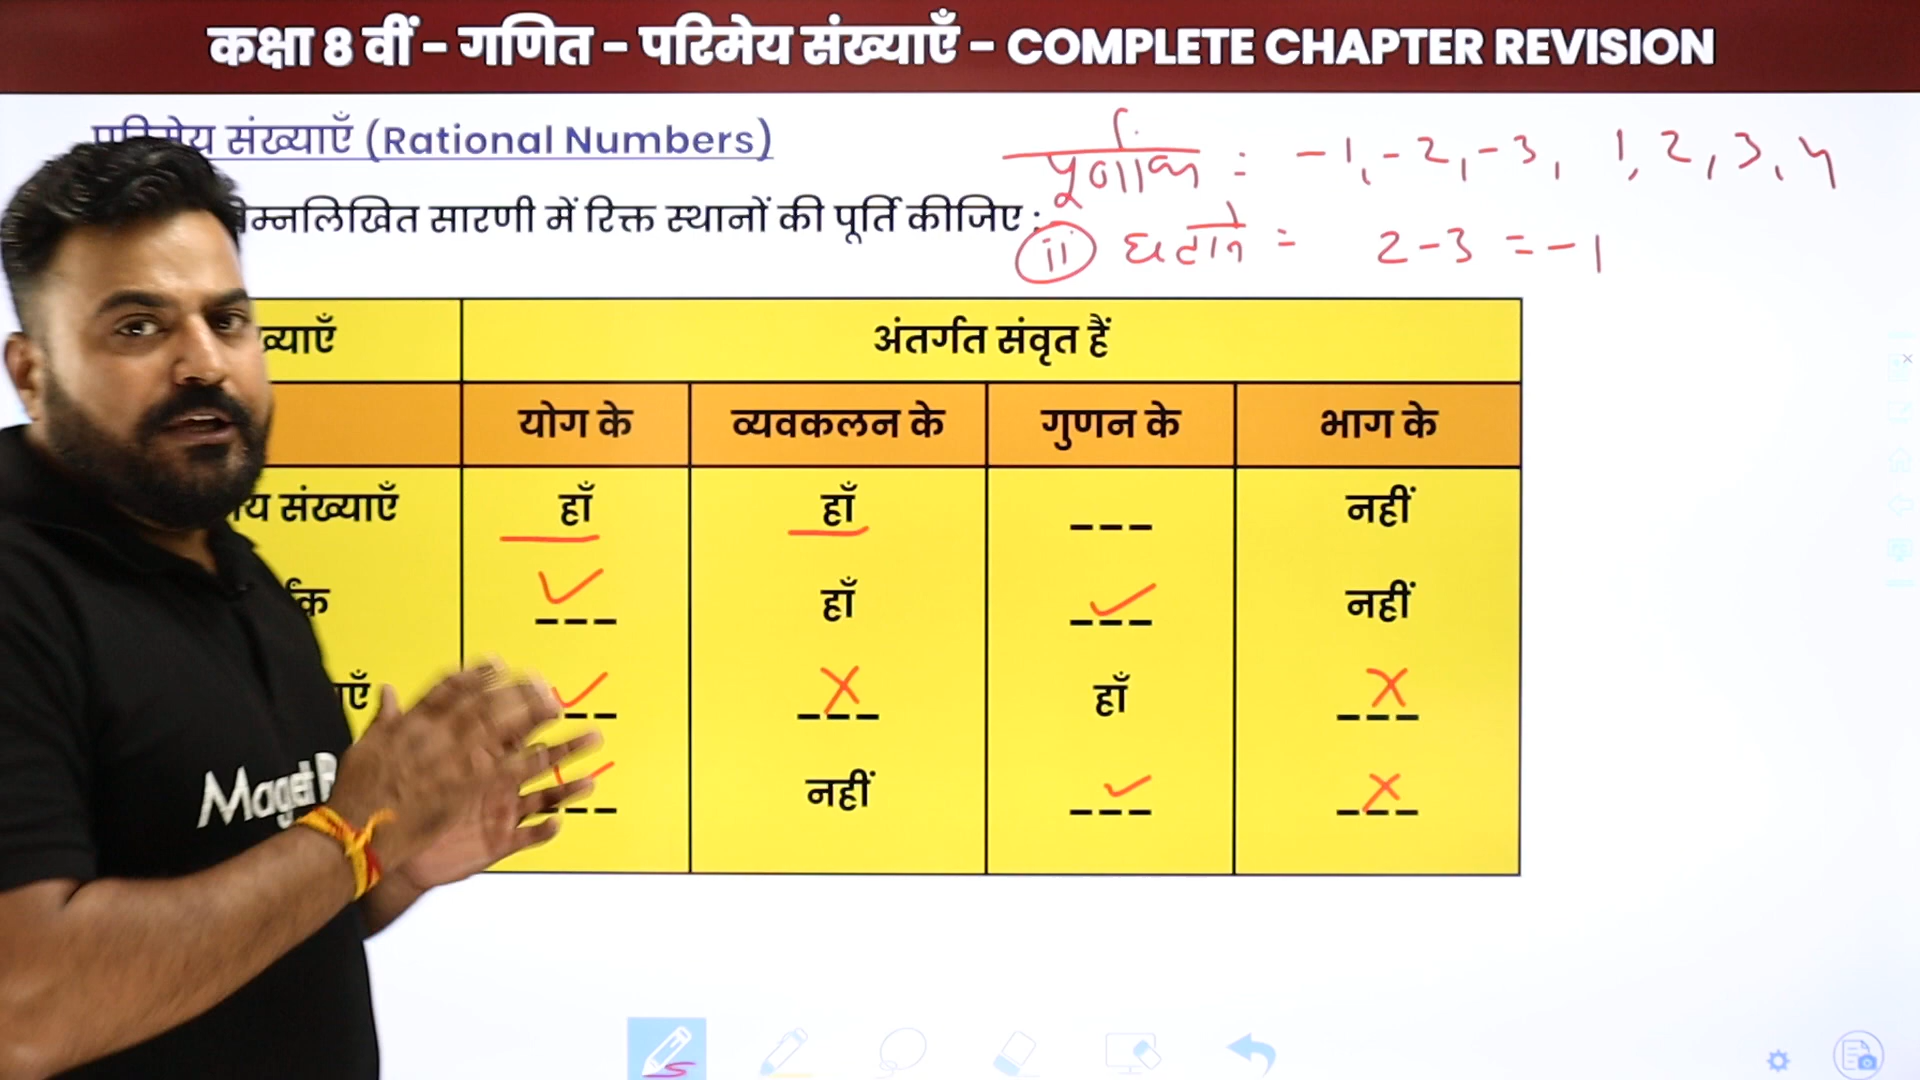 कक्षा 8 वीं - गणित - परिमेय संख्याएँ - COMPLETE CHAPTER REVISION
परिमेय संख्याएँ (Rational Numbers)
पूर्णांक = -1, -2, -3, 1, 2, 3, 4
निम्नलिखित सारणी में रिक्त स्थानों की पूर्ति कीजिए :
ii घटाने = 2-3 = -1
अंतर्गत संवृत हैं
योग के व्यवकलन के गुणन के भाग के
संख्याएँ हाँ हाँ --- नहीं
--- हाँ --- नहीं
--- --- हाँ ---
--- नहीं --- ---